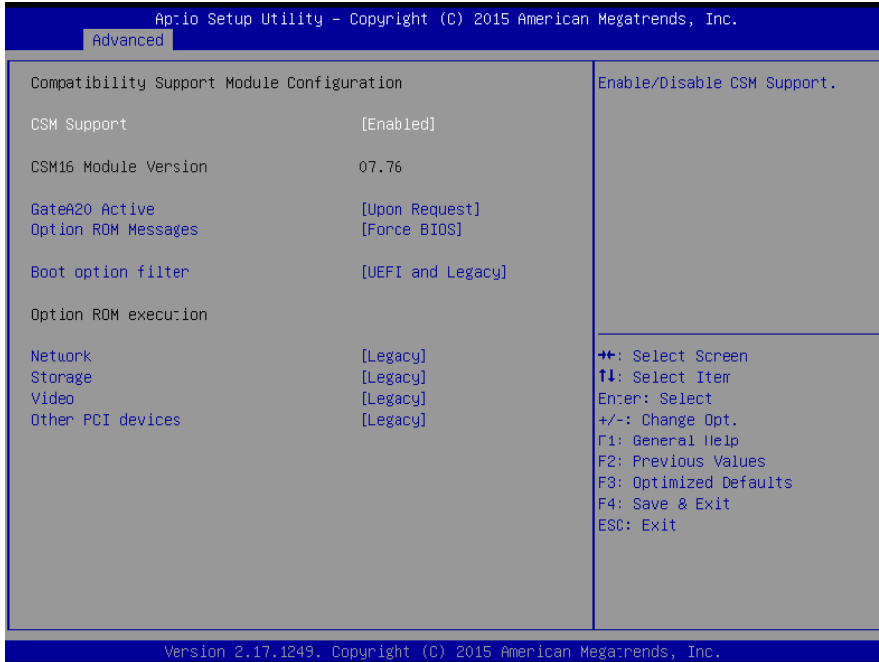 Aptio Setup Utility – Copyright (C) 2015 American Megatrends, Inc.
Advanced
Compatibility Support Module Configuration
CSM Support [Enabled]
CSM16 Module Version 07.76
GateA20 Active [Upon Request]
Option ROM Messages [Force BIOS]
Boot option filter [UEFI and Legacy]
Option ROM execution
Network [Legacy]
Storage [Legacy]
Video [Legacy]
Other PCI devices [Legacy]
Enable/Disable CSM Support.
→←: Select Screen
↑↓: Select Item
Enter: Select
+/-: Change Opt.
F1: General Help
F2: Previous Values
F3: Optimized Defaults
F4: Save & Exit
ESC: Exit
Version 2.17.1249. Copyright (C) 2015 American Megatrends, Inc.